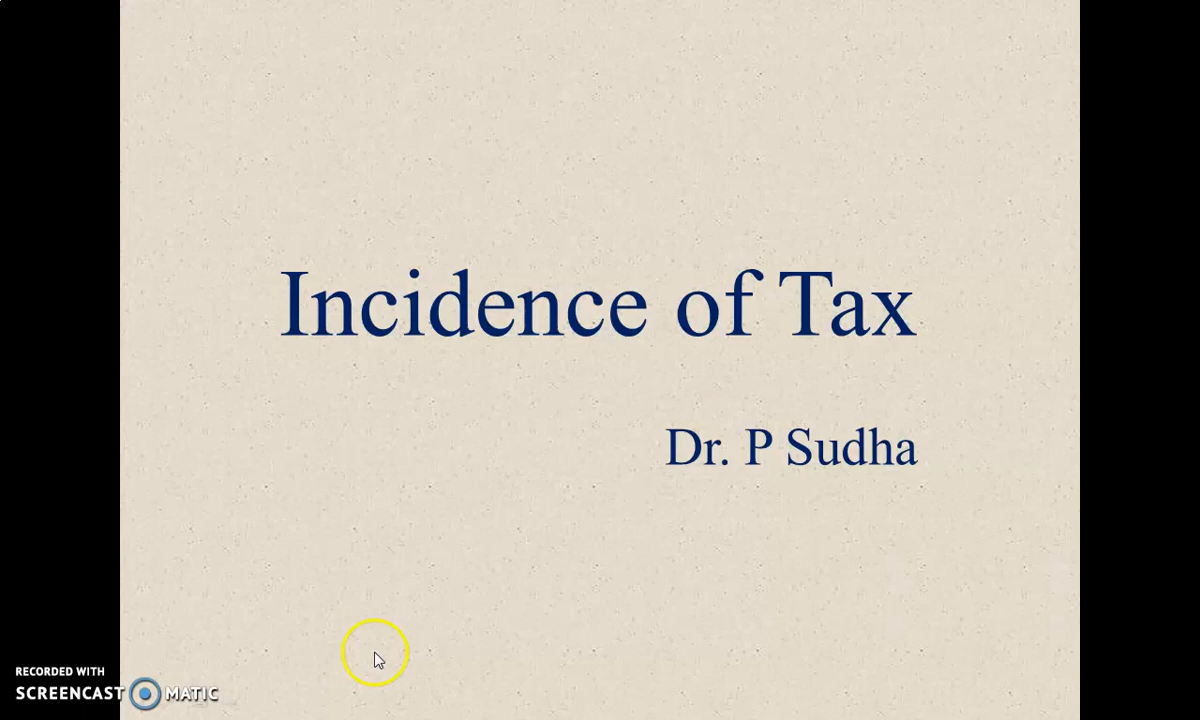 Incidence of Tax
Dr. P Sudha
RECORDED WITH
SCREENCAST MATIC